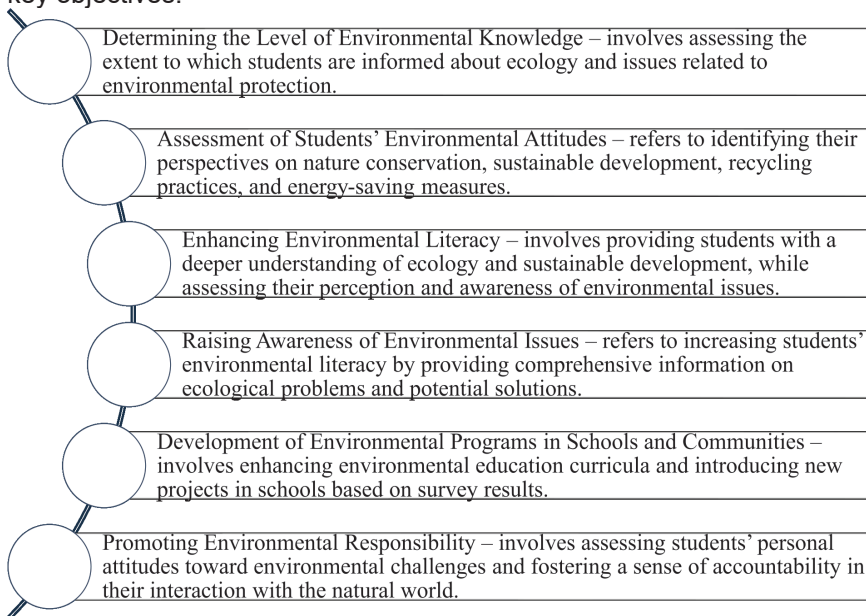 key objectives:
Determining the Level of Environmental Knowledge – involves assessing the
extent to which students are informed about ecology and issues related to
environmental protection.
Assessment of Students’ Environmental Attitudes – refers to identifying their
perspectives on nature conservation, sustainable development, recycling
practices, and energy-saving measures.
Enhancing Environmental Literacy – involves providing students with a
deeper understanding of ecology and sustainable development, while
assessing their perception and awareness of environmental issues.
Raising Awareness of Environmental Issues – refers to increasing students’
environmental literacy by providing comprehensive information on
ecological problems and potential solutions.
Development of Environmental Programs in Schools and Communities –
involves enhancing environmental education curricula and introducing new
projects in schools based on survey results.
Promoting Environmental Responsibility – involves assessing students’ personal
attitudes toward environmental challenges and fostering a sense of accountability in
their interaction with the natural world.